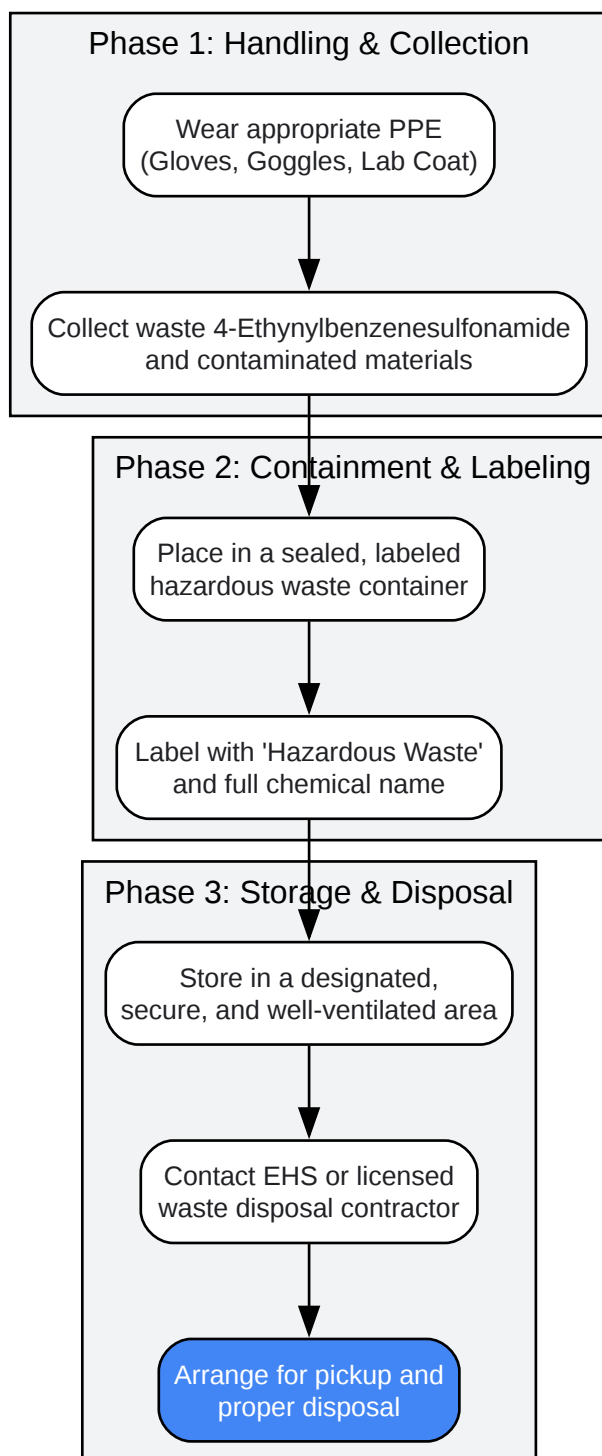 Phase 1: Handling & Collection
Wear appropriate PPE
(Gloves, Goggles, Lab Coat)
Collect waste 4-Ethynylbenzenesulfonamide
and contaminated materials
Phase 2: Containment & Labeling
Place in a sealed, labeled
hazardous waste container
Label with 'Hazardous Waste'
and full chemical name
Phase 3: Storage & Disposal
Store in a designated,
secure, and well-ventilated area
Contact EHS or licensed
waste disposal contractor
Arrange for pickup and
proper disposal